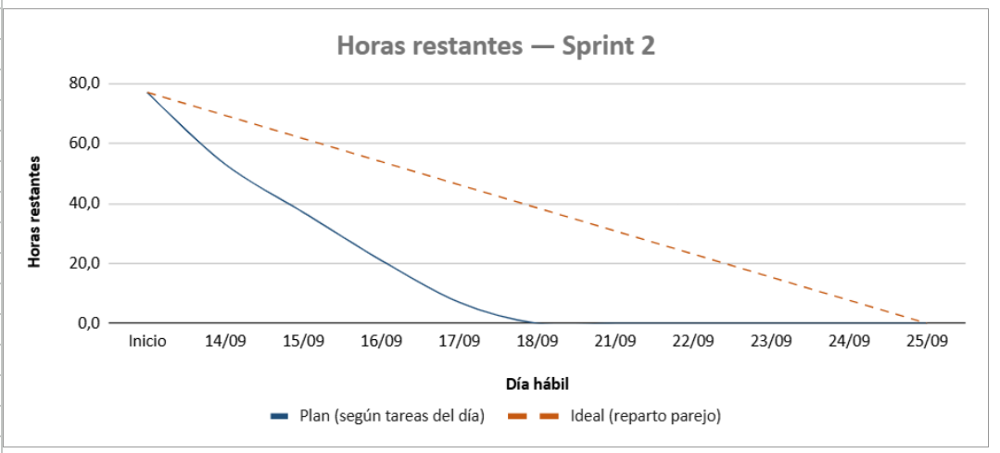 Horas restantes — Sprint 2
80,0
60,0
40,0
20,0
0,0
Horas restantes
Inicio 14/09 15/09 16/09 17/09 18/09 21/09 22/09 23/09 24/09 25/09
Día hábil
Plan (según tareas del día) Ideal (reparto parejo)